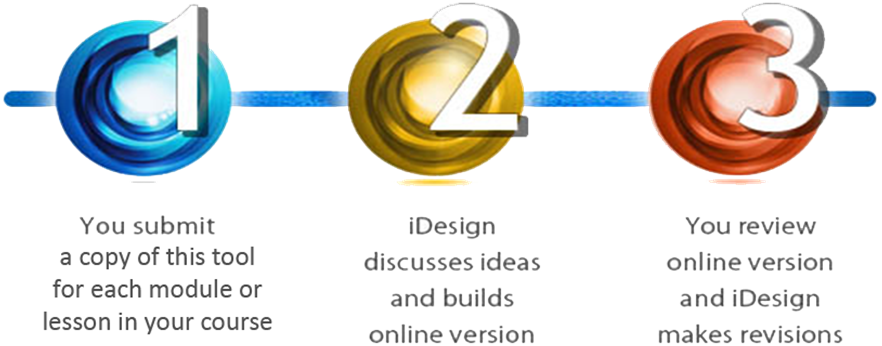 1
You submit
a copy of this tool
for each module or
lesson in your course
2
iDesign
discusses ideas
and builds
online version
3
You review
online version
and iDesign
makes revisions